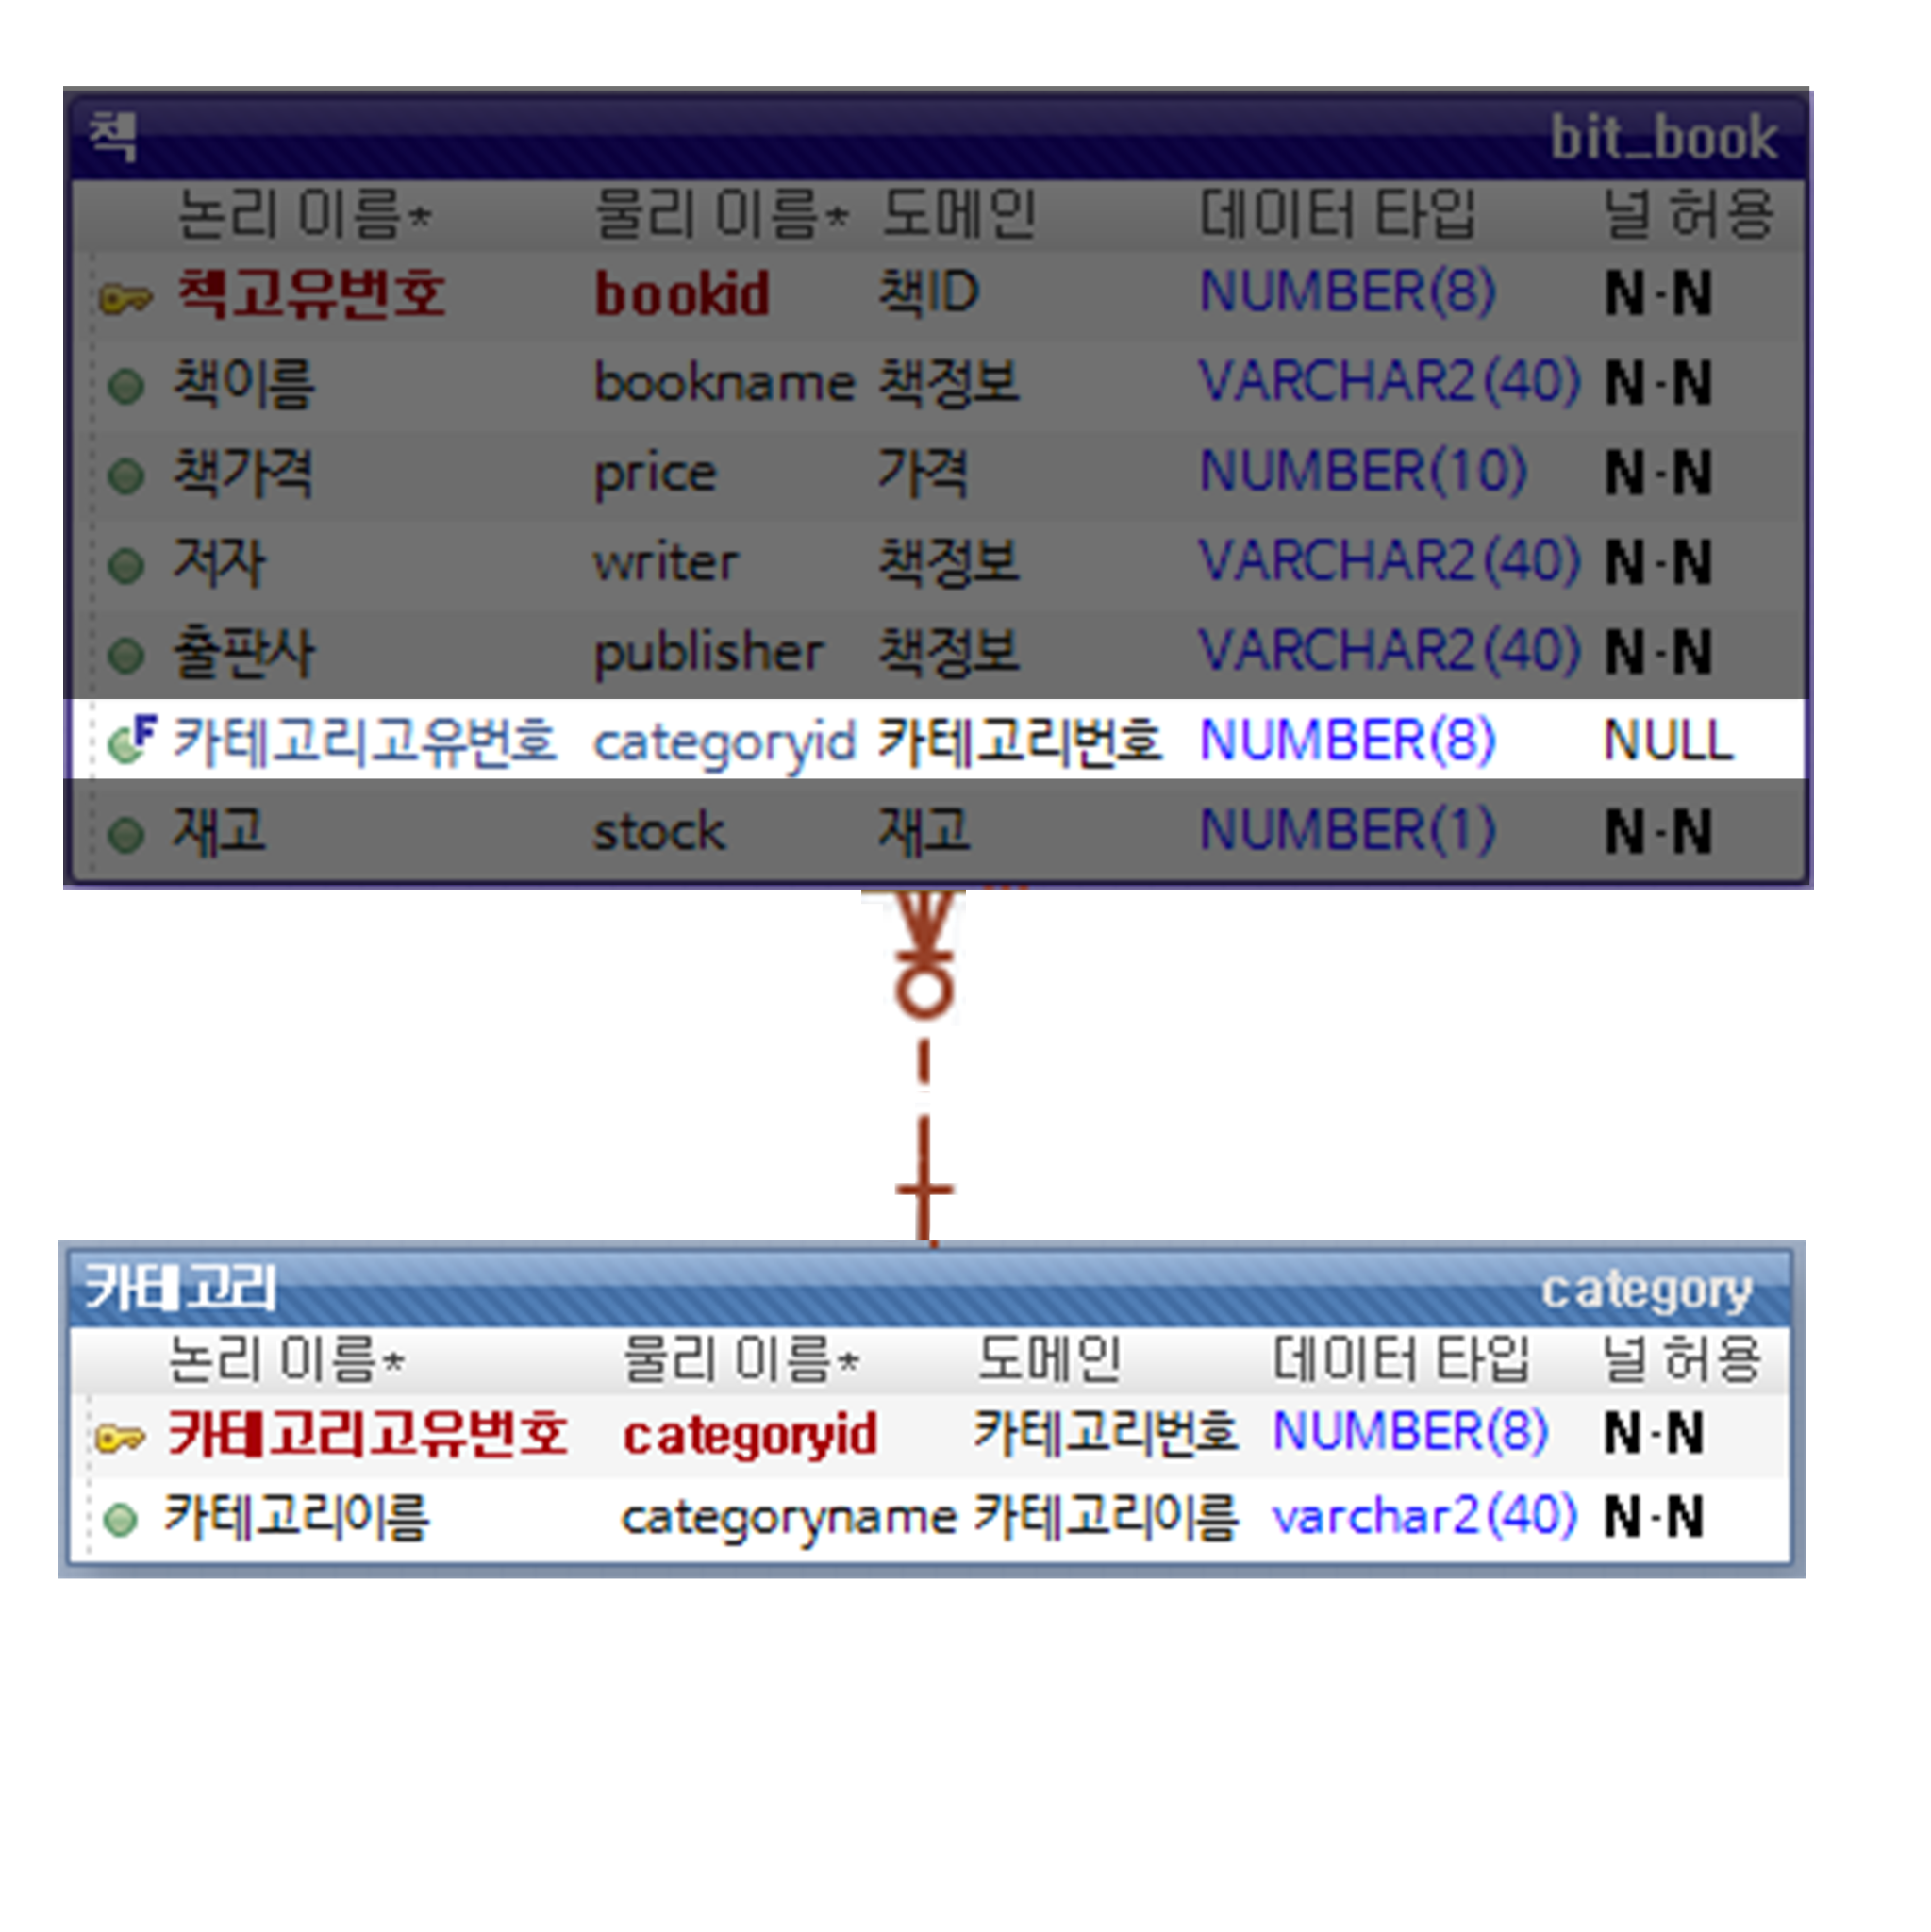 책 bit_book
논리 이름* 물리 이름* 도메인 데이터 타입 널 허용
책고유번호 bookid 책ID NUMBER(8) N-N
책이름 bookname 책정보 VARCHAR2(40) N-N
책가격 price 가격 NUMBER(10) N-N
저자 writer 책정보 VARCHAR2(40) N-N
출판사 publisher 책정보 VARCHAR2(40) N-N
F 카테고리고유번호 categoryid 카테고리번호 NUMBER(8) NULL
재고 stock 재고 NUMBER(1) N-N
카테고리 category
논리 이름* 물리 이름* 도메인 데이터 타입 널 허용
카테고리고유번호 categoryid 카테고리번호 NUMBER(8) N-N
카테고리이름 categoryname 카테고리이름 varchar2(40) N-N